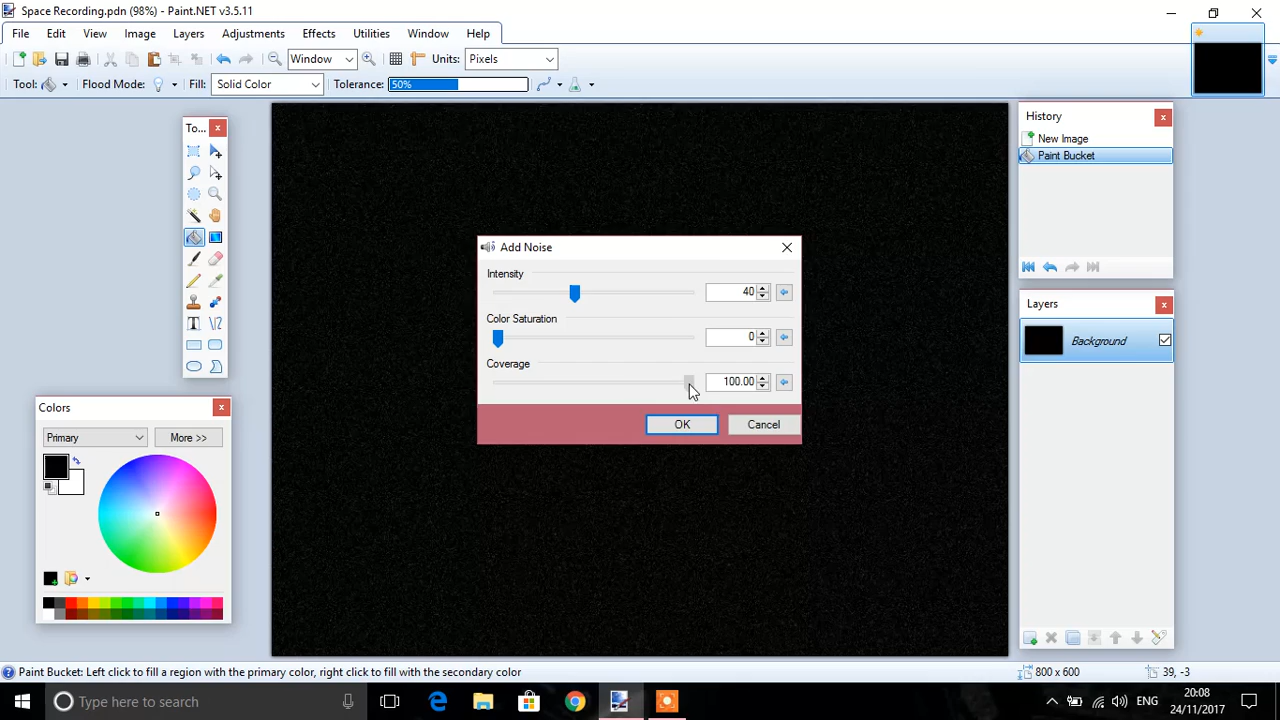 Space Recording.pdn (98%) - Paint.NET v3.5.11
File Edit View Image Layers Adjustments Effects Utilities Window Help
Window Units: Pixels
Tool: Flood Mode: Fill: Solid Color Tolerance: 50%
To...
History
New Image
Paint Bucket
Add Noise
Intensity
40
Color Saturation
0
Coverage
100.00
OK Cancel
Layers
Background
Colors
Primary More >>
Paint Bucket: Left click to fill a region with the primary color, right click to fill with the secondary color
800 x 600 39, -3
Type here to search
ENG
20:08
24/11/2017